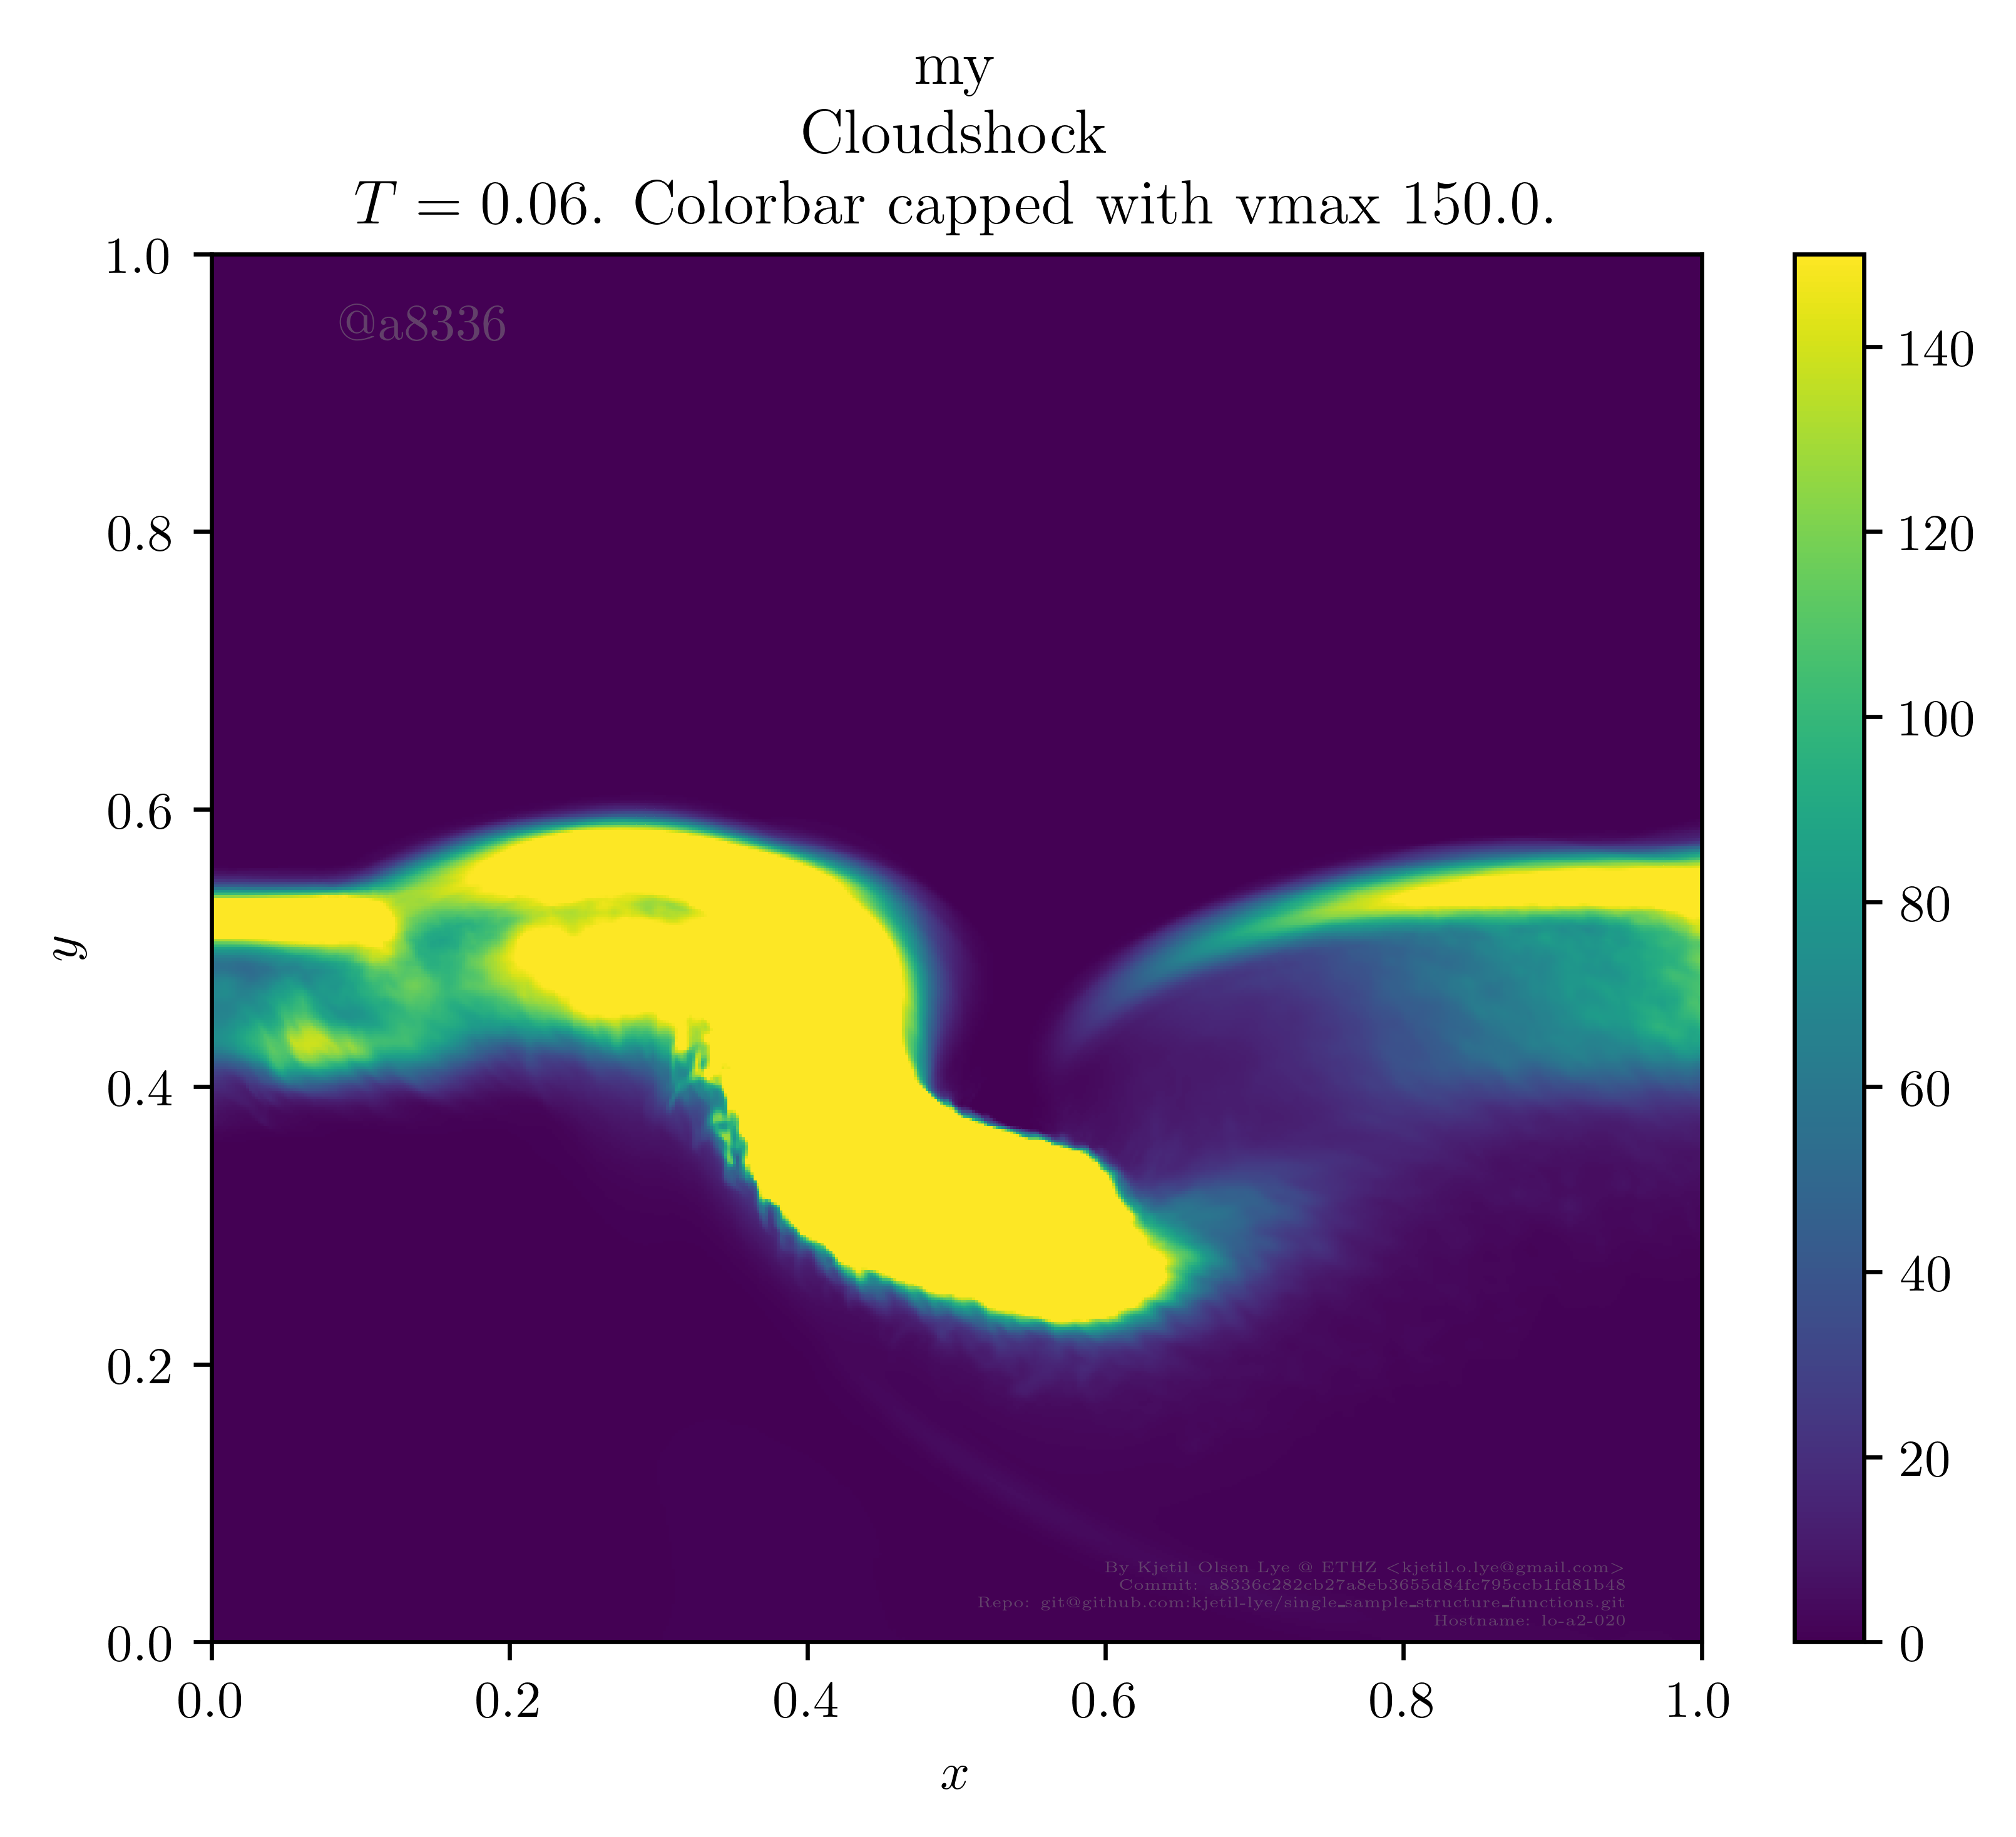 my
Cloudshock
T = 0.06. Colorbar capped with vmax 150.0.
1.0
0.8
0.6
0.4
0.2
0.0
y
@a8336
By Kjetil Olsen Lye @ ETHZ <kjetil.o.lye@gmail.com>
Commit: a8336c282cb27a8eb3655d84fc795ccb1fd81b48
Repo: git@github.com:kjetil-lye/single_sample_structure_functions.git
Hostname: lo-a2-020
0.0 0.2 0.4 0.6 0.8 1.0
x
140
120
100
80
60
40
20
0